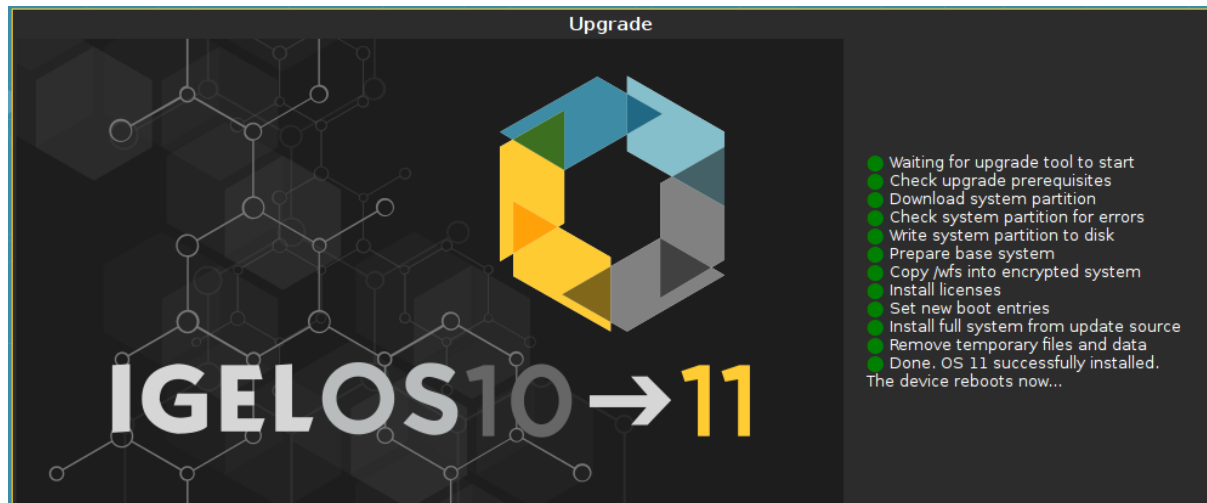 Upgrade
IGELOS10→11
Waiting for upgrade tool to start
Check upgrade prerequisites
Download system partition
Check system partition for errors
Write system partition to disk
Prepare base system
Copy /wfs into encrypted system
Install licenses
Set new boot entries
Install full system from update source
Remove temporary files and data
Done. OS 11 successfully installed.
The device reboots now...